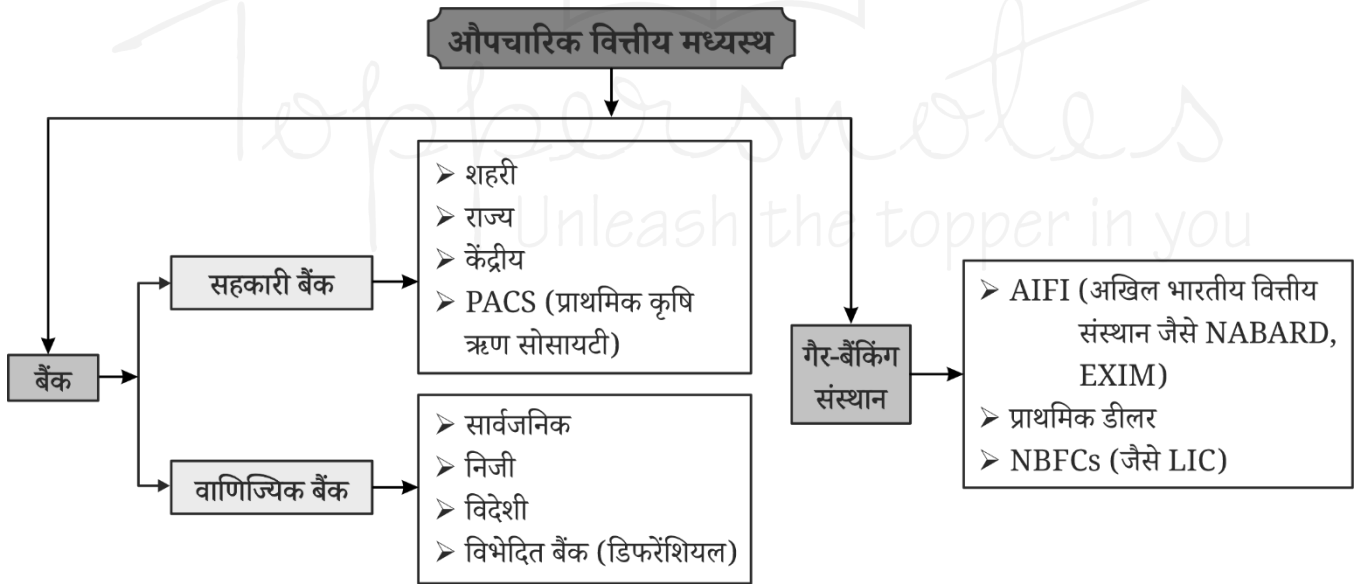 औपचारिक वित्तीय मध्यस्थ
Toppersnotes
Unleash the topper in you
बैंक
सहकारी बैंक
➢ शहरी
➢ राज्य
➢ केंद्रीय
➢ PACS (प्राथमिक कृषि
ऋण सोसायटी)
वाणिज्यिक बैंक
➢ सार्वजनिक
➢ निजी
➢ विदेशी
➢ विभेदित बैंक (डिफरेंशियल)
गैर-बैंकिंग
संस्थान
➢ AIFI (अखिल भारतीय वित्तीय
संस्थान जैसे NABARD,
EXIM)
➢ प्राथमिक डीलर
➢ NBFCs (जैसे LIC)